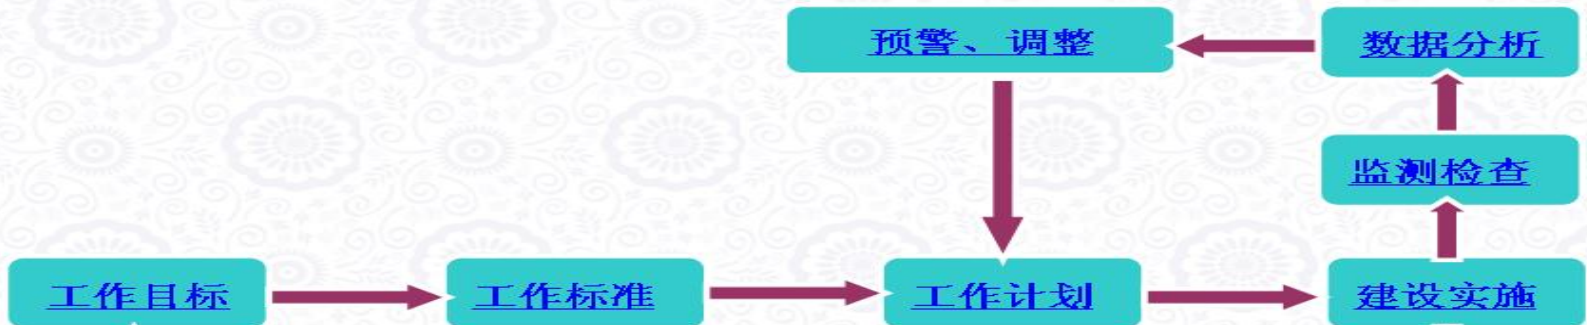 预警、调整
数据分析
监测检查
工作目标
工作标准
工作计划
建设实施